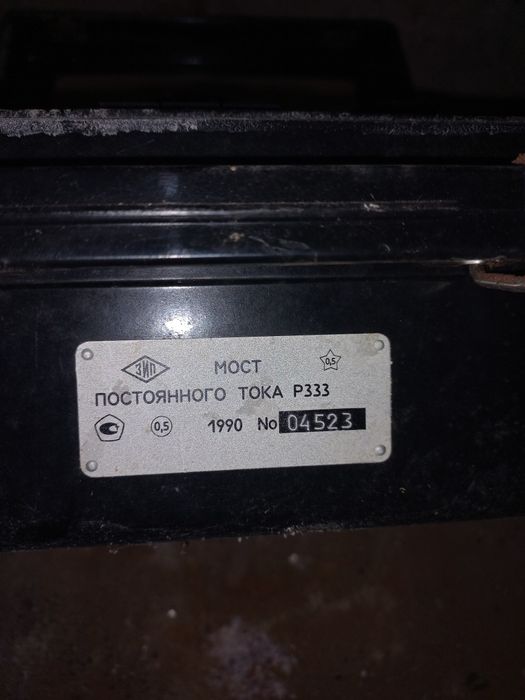 ЗИП МОСТ 0,5
ПОСТОЯННОГО ТОКА Р333
0,5 1990 No 04523